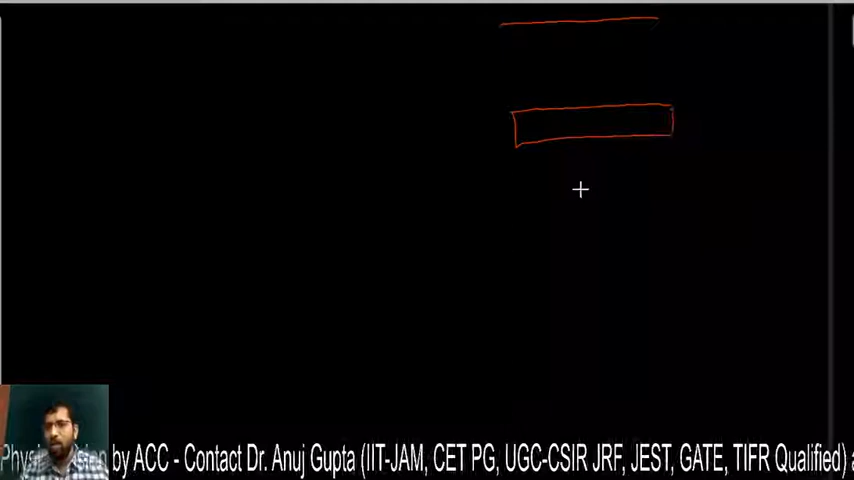 by ACC - Contact Dr. Anuj Gupta (IIT-JAM, CET PG, UGC-CSIR JRF, JEST, GATE, TIFR Qualified)